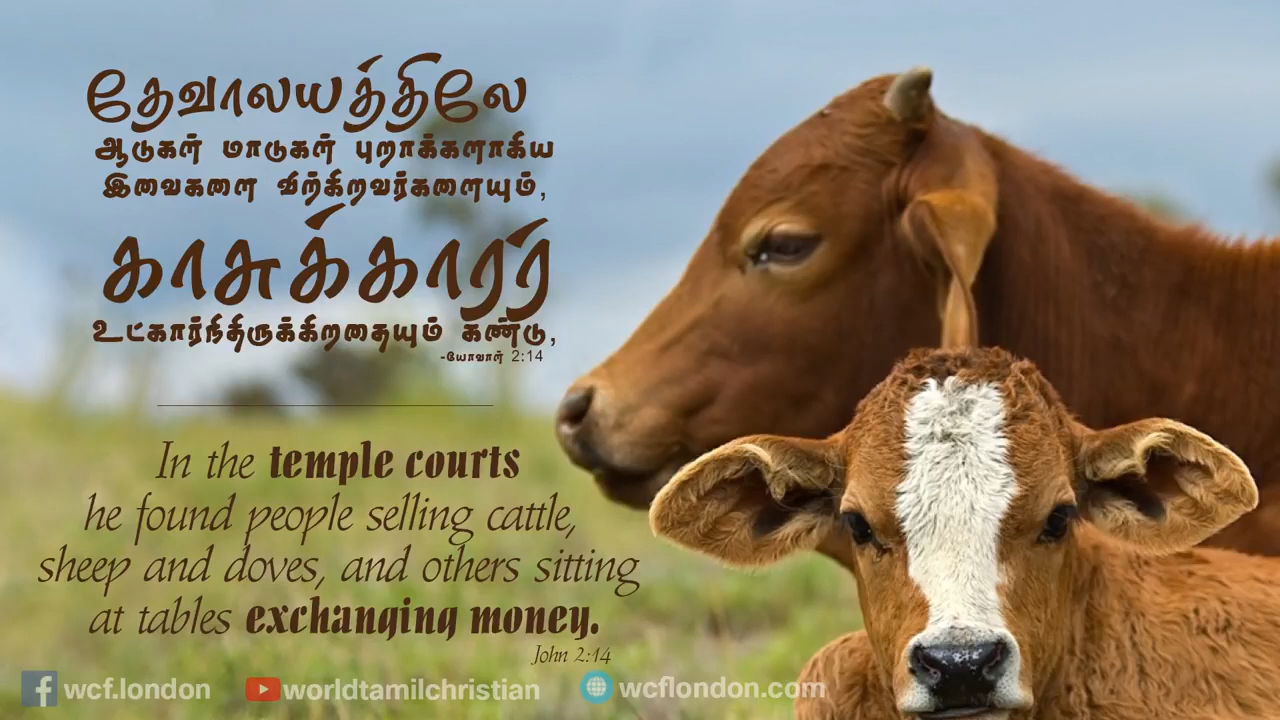 தேவாலயத்திலே
ஆடுகள் மாடுகள் புறாக்களாகிய
இவைகளை விற்கிறவர்களையும்,
காசுக்காரர்
உட்கார்ந்திருக்கிறதையும் கண்டு,
-யோவான் 2:14
In the temple courts
he found people selling cattle,
sheep and doves, and others sitting
at tables exchanging money.
John 2:14
wcf.london worldtamilchristian wcflondon.com